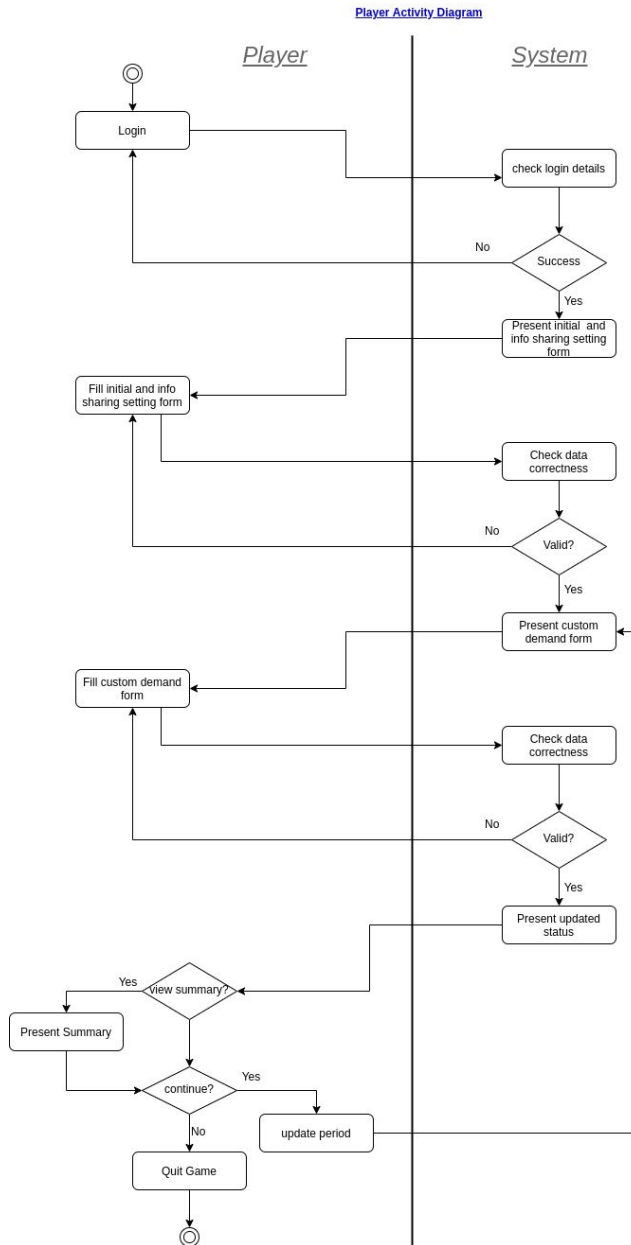 Player Activity Diagram
Player
System
Login
check login details
No
Success
Yes
Present initial and
info sharing setting
form
Fill initial and info
sharing setting form
Check data
correctness
No
Valid?
Yes
Present custom
demand form
Fill custom demand
form
Check data
correctness
No
Valid?
Yes
Present updated
status
Yes
view summary?
Present Summary
continue?
Yes
No
update period
Quit Game